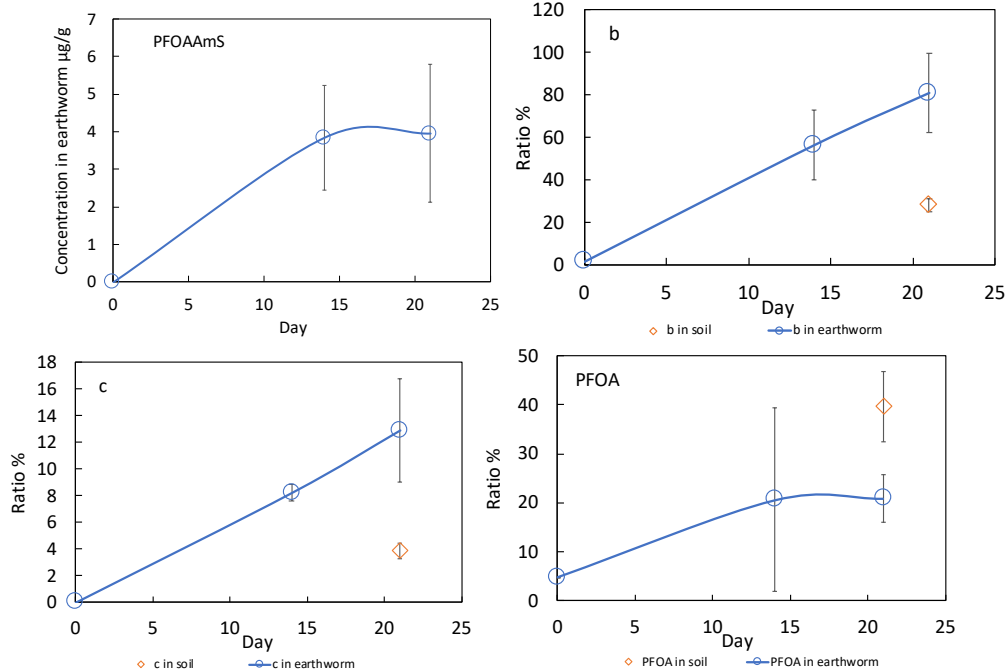 PFOAAmS
Concentration in earthworm µg/g
7
6
5
4
3
2
1
0
0 5 10 15 20 25
Day
b
Ratio %
120
100
80
60
40
20
0
0 5 10 15 20 25
Day
b in soil b in earthworm
c
Ratio %
18
16
14
12
10
8
6
4
2
0
0 5 10 15 20 25
Day
c in soil c in earthworm
PFOA
Ratio %
50
40
30
20
10
0
0 5 10 15 20 25
Day
PFOA in soil PFOA in earthworm